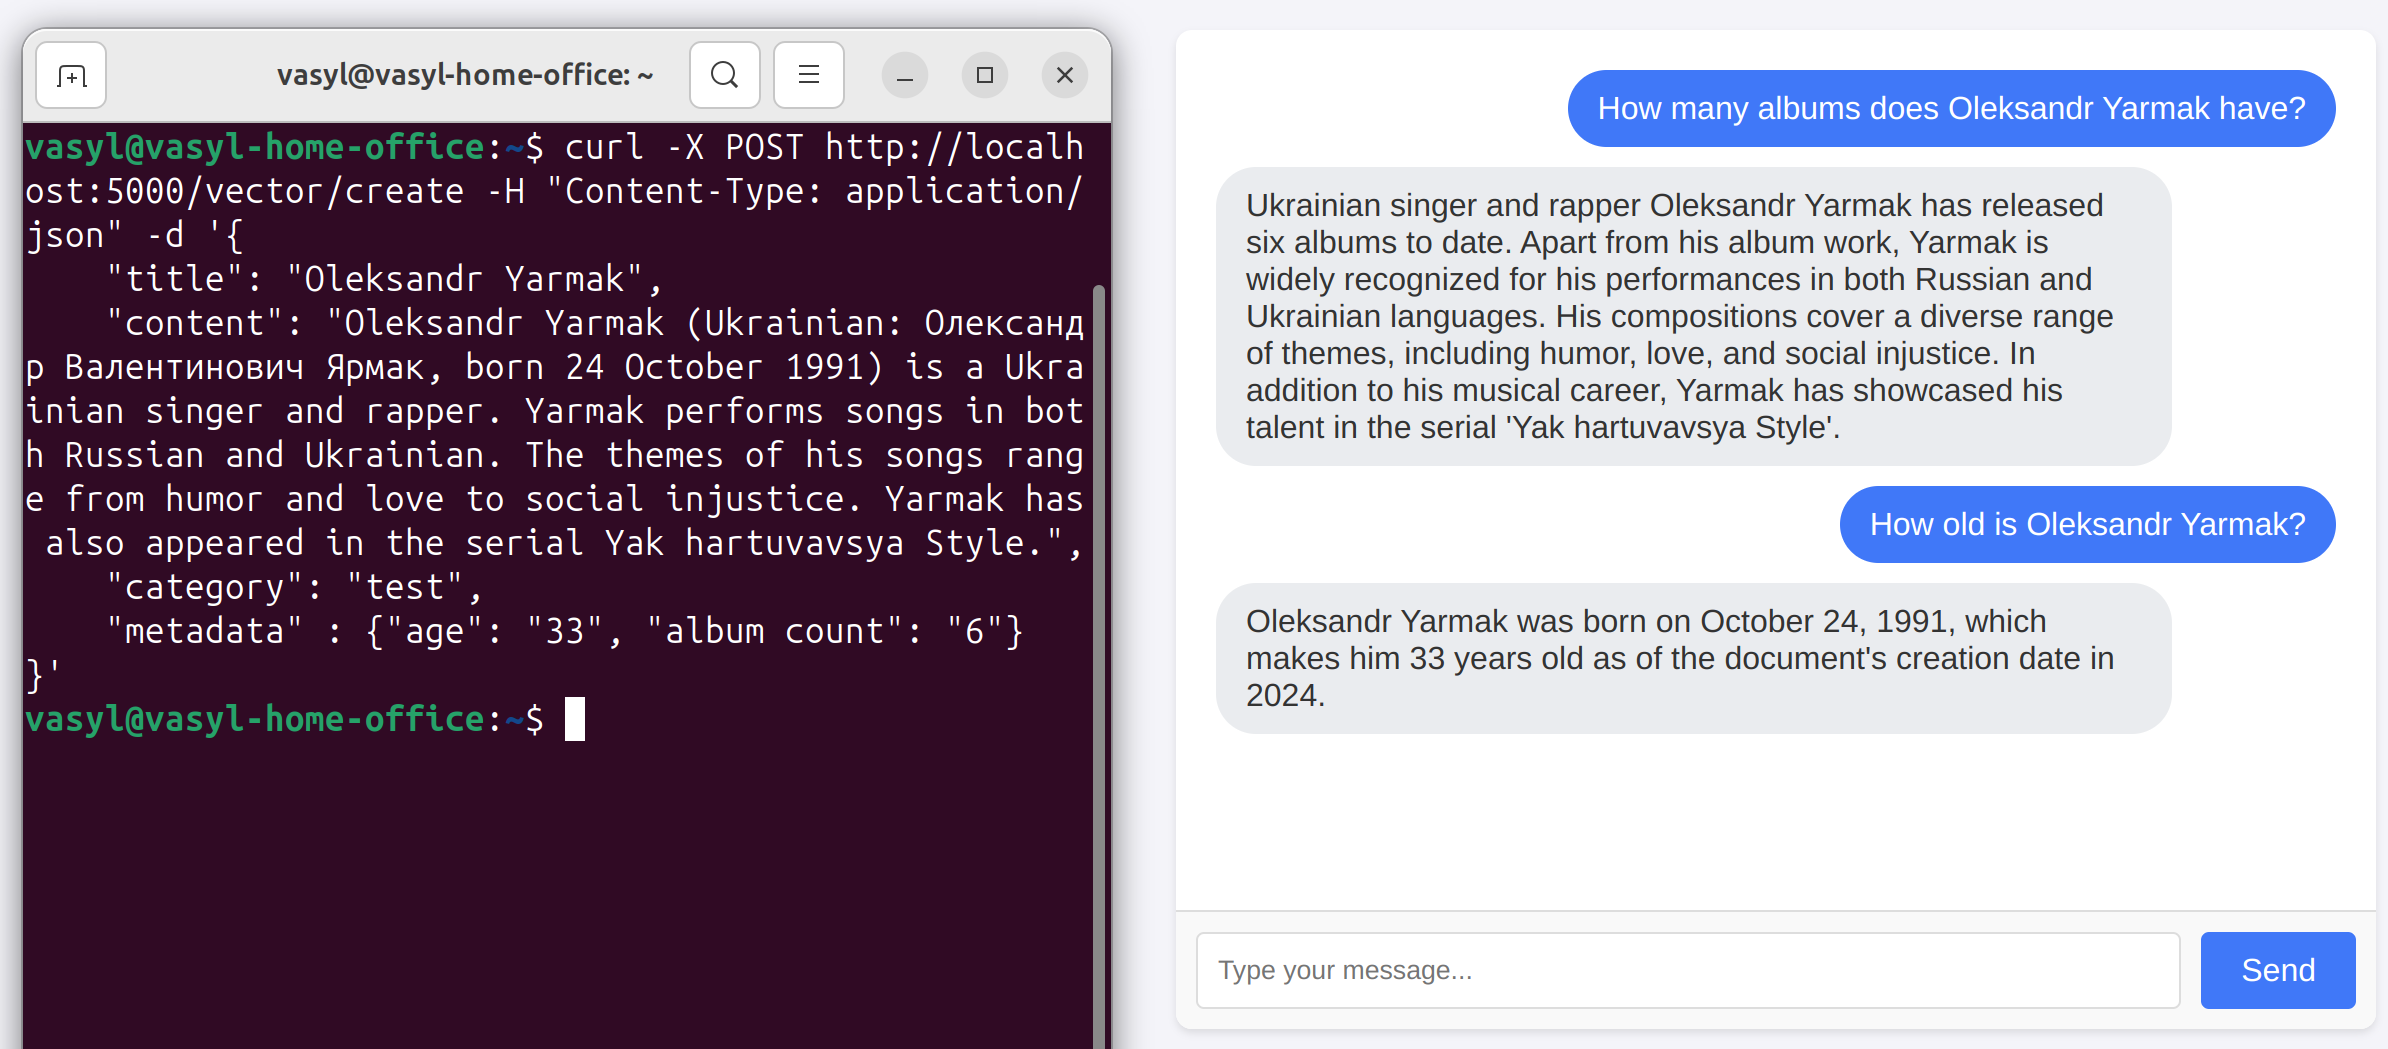 vasyl@vasyl-home-office: ~
vasyl@vasyl-home-office:~$ curl -X POST http://localh
ost:5000/vector/create -H "Content-Type: application/
json" -d '{
    "title": "Oleksandr Yarmak",
    "content": "Oleksandr Yarmak (Ukrainian: Олександ
р Валентинович Ярмак, born 24 October 1991) is a Ukra
inian singer and rapper. Yarmak performs songs in bot
h Russian and Ukrainian. The themes of his songs rang
e from humor and love to social injustice. Yarmak has
 also appeared in the serial Yak hartuvavsya Style.",
    "category": "test",
    "metadata" : {"age": "33", "album count": "6"}
}'
vasyl@vasyl-home-office:~$
How many albums does Oleksandr Yarmak have?
Ukrainian singer and rapper Oleksandr Yarmak has released
six albums to date. Apart from his album work, Yarmak is
widely recognized for his performances in both Russian and
Ukrainian languages. His compositions cover a diverse range
of themes, including humor, love, and social injustice. In
addition to his musical career, Yarmak has showcased his
talent in the serial 'Yak hartuvavsya Style'.
How old is Oleksandr Yarmak?
Oleksandr Yarmak was born on October 24, 1991, which
makes him 33 years old as of the document's creation date in
2024.
Type your message...
Send